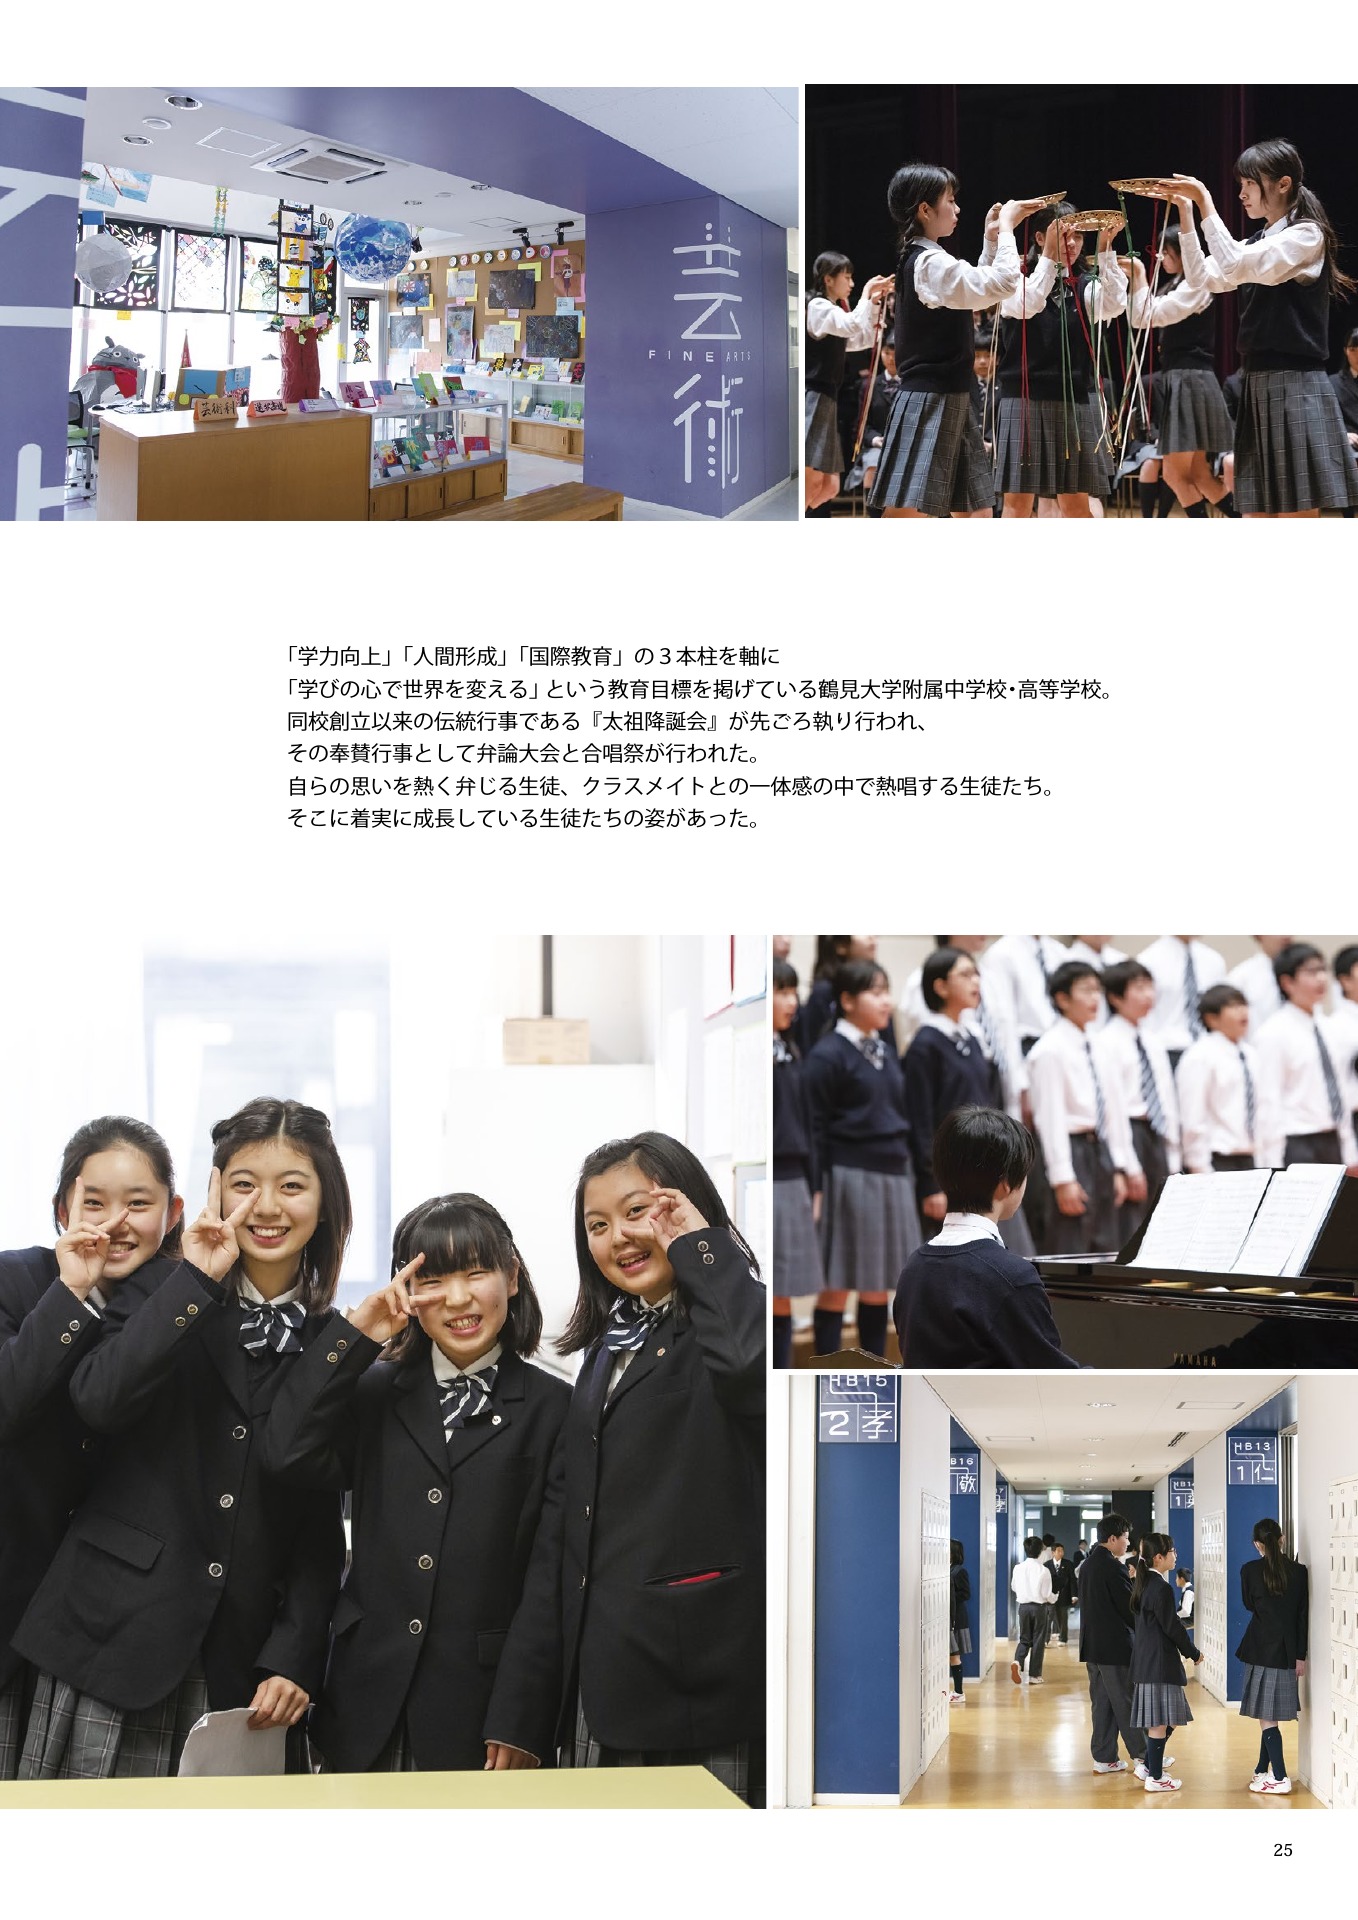 芸術
FINE ARTS
芸術科
「学力向上」「人間形成」「国際教育」の３本柱を軸に
「学びの心で世界を変える」という教育目標を掲げている鶴見大学附属中学校・高等学校。
同校創立以来の伝統行事である『太祖降誕会』が先ごろ執り行われ、
その奉賛行事として弁論大会と合唱祭が行われた。
自らの思いを熱く弁じる生徒、クラスメイトとの一体感の中で熱唱する生徒たち。
そこに着実に成長している生徒たちの姿があった。
YAMAHA
HB15
2 孝
B16
敬
HB13
1 仁
25